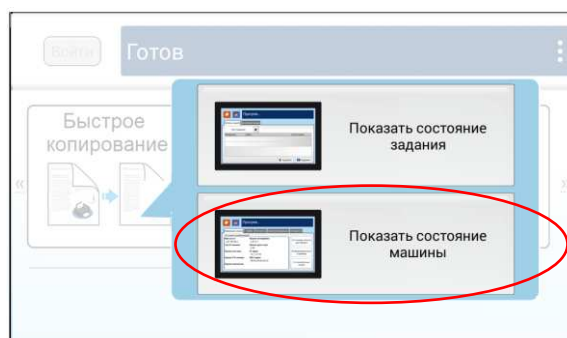 Войти
Готов
Быстрое
копирование
Показать состояние
задания
Показать состояние
машины